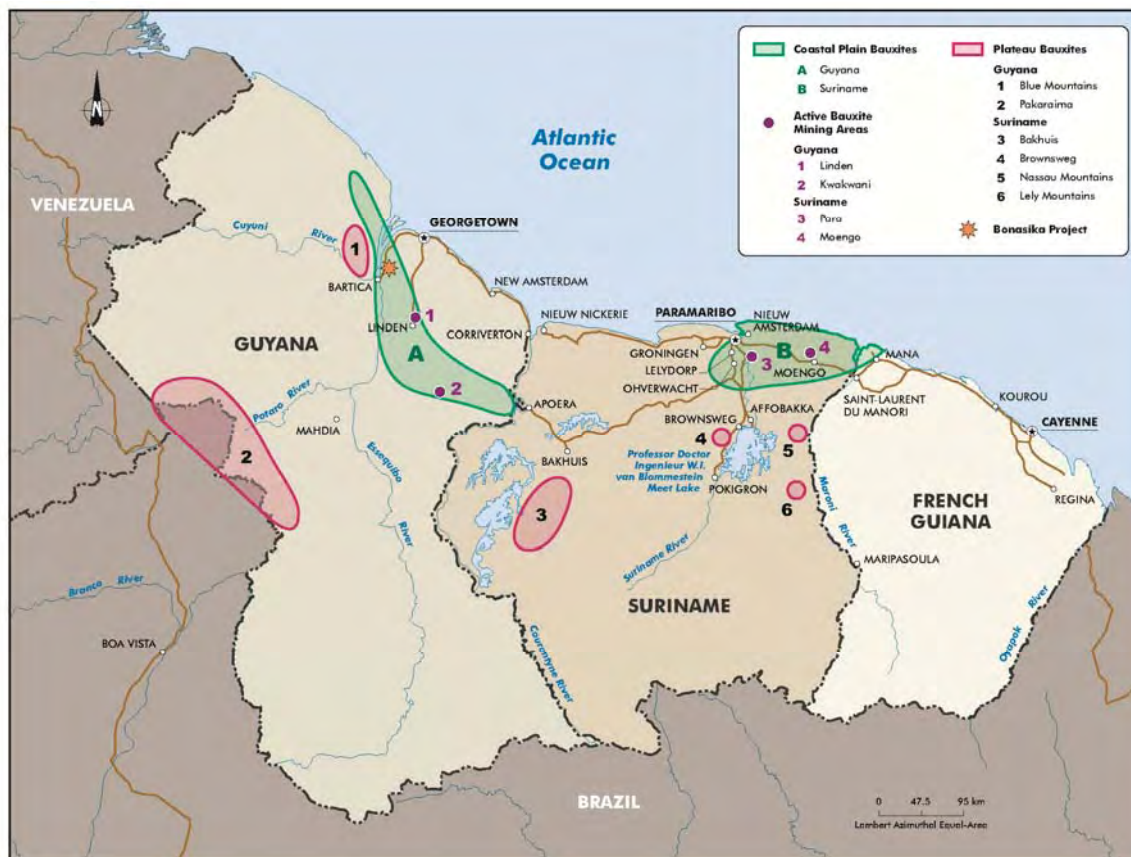 Coastal Plain Bauxites
A Guyana
B Suriname
Active Bauxite
Mining Areas
Guyana
1 Linden
2 Kwakwani
Suriname
3 Para
4 Moengo
Plateau Bauxites
Guyana
1 Blue Mountains
2 Pakaraima
Suriname
3 Bakhuis
4 Brownsweg
5 Nassau Mountains
6 Lely Mountains
Bonasika Project
N
Atlantic
Ocean
VENEZUELA
Cuyuni River
1
GEORGETOWN
BARTICA
NEW AMSTERDAM
LINDEN
1
CORRIVERTON
NIEUW NICKERIE
PARAMARIBO
NIEUW
AMSTERDAM
GRONINGEN
LELYDORP
OHVERWACHT
B
3
4
MOENGO
MANA
SAINT-LAURENT
DU MANORI
KOUROU
CAYENNE
GUYANA
A
2
APOERA
Potaro River
MAHDIA
Essequibo
River
BAKHUIS
BROWNSWEG
AFFOBAKKA
4
5
Professor Doctor
Ingenieur W.I.
van Blommestein
Meet Lake
POKIGRON
6
2
3
Maroni River
FRENCH
GUIANA
REGINA
Suriname River
MARIPASOULA
SURINAME
Branco River
BOA VISTA
Courantyne River
Oyapok River
BRAZIL
0 47.5 95 km
Lambert Azimuthal Equal-Area